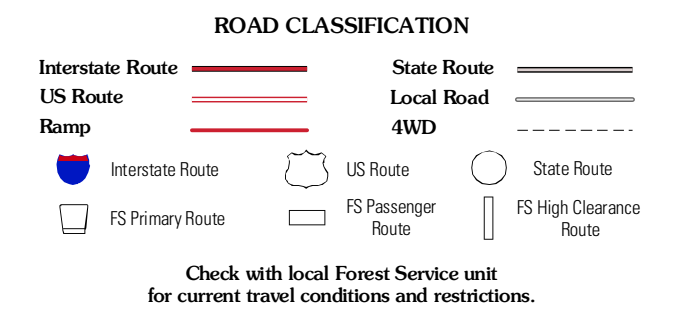 ROAD CLASSIFICATION
Interstate Route
State Route
US Route
Local Road
Ramp
4WD
Interstate Route
US Route
State Route
FS Primary Route
FS Passenger
Route
FS High Clearance
Route
Check with local Forest Service unit
for current travel conditions and restrictions.